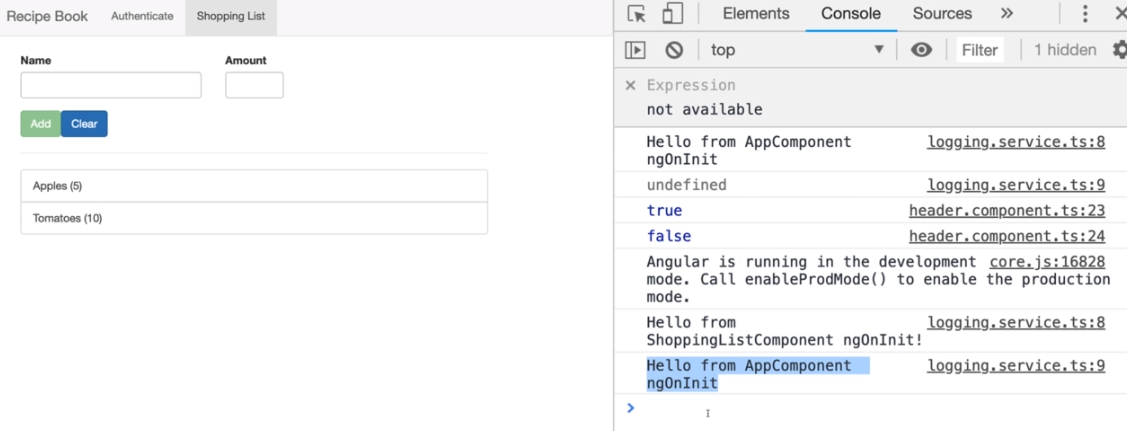 Recipe Book Authenticate Shopping List
Name Amount
Add Clear
Apples (5)
Tomatoes (10)
Elements Console Sources »
top Filter 1 hidden
Expression
not available
Hello from AppComponent logging.service.ts:8
ngOnInit
undefined logging.service.ts:9
true header.component.ts:23
false header.component.ts:24
Angular is running in the development core.js:16828
mode. Call enableProdMode() to enable the production
mode.
Hello from logging.service.ts:8
ShoppingListComponent ngOnInit!
Hello from AppComponent logging.service.ts:9
ngOnInit